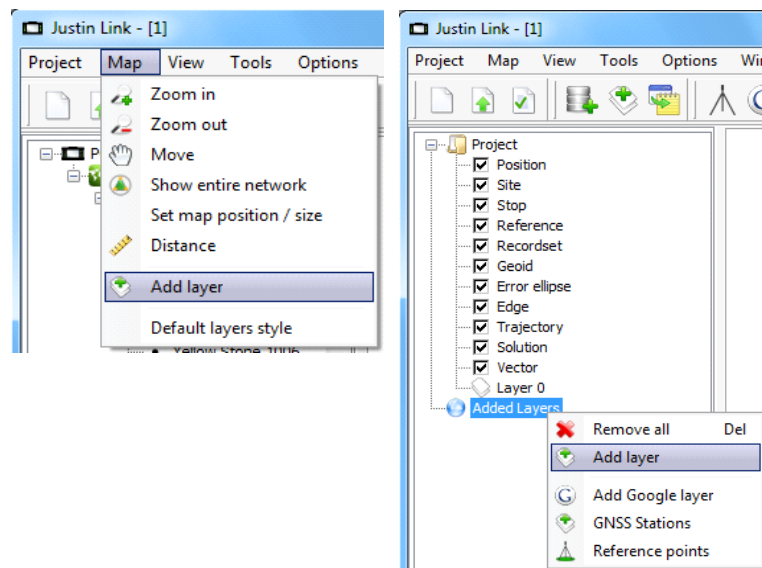 Justin Link - [1]
Project Map View Tools Options
Zoom in
Zoom out
Move
Show entire network
Set map position / size
Distance
Add layer
Default layers style
Yellow Stone 1006
Justin Link - [1]
Project Map View Tools Options
Project
Position
Site
Stop
Reference
Recordset
Geoid
Error ellipse
Edge
Trajectory
Solution
Vector
Layer 0
Added Layers
Remove all Del
Add layer
G Add Google layer
GNSS Stations
Reference points